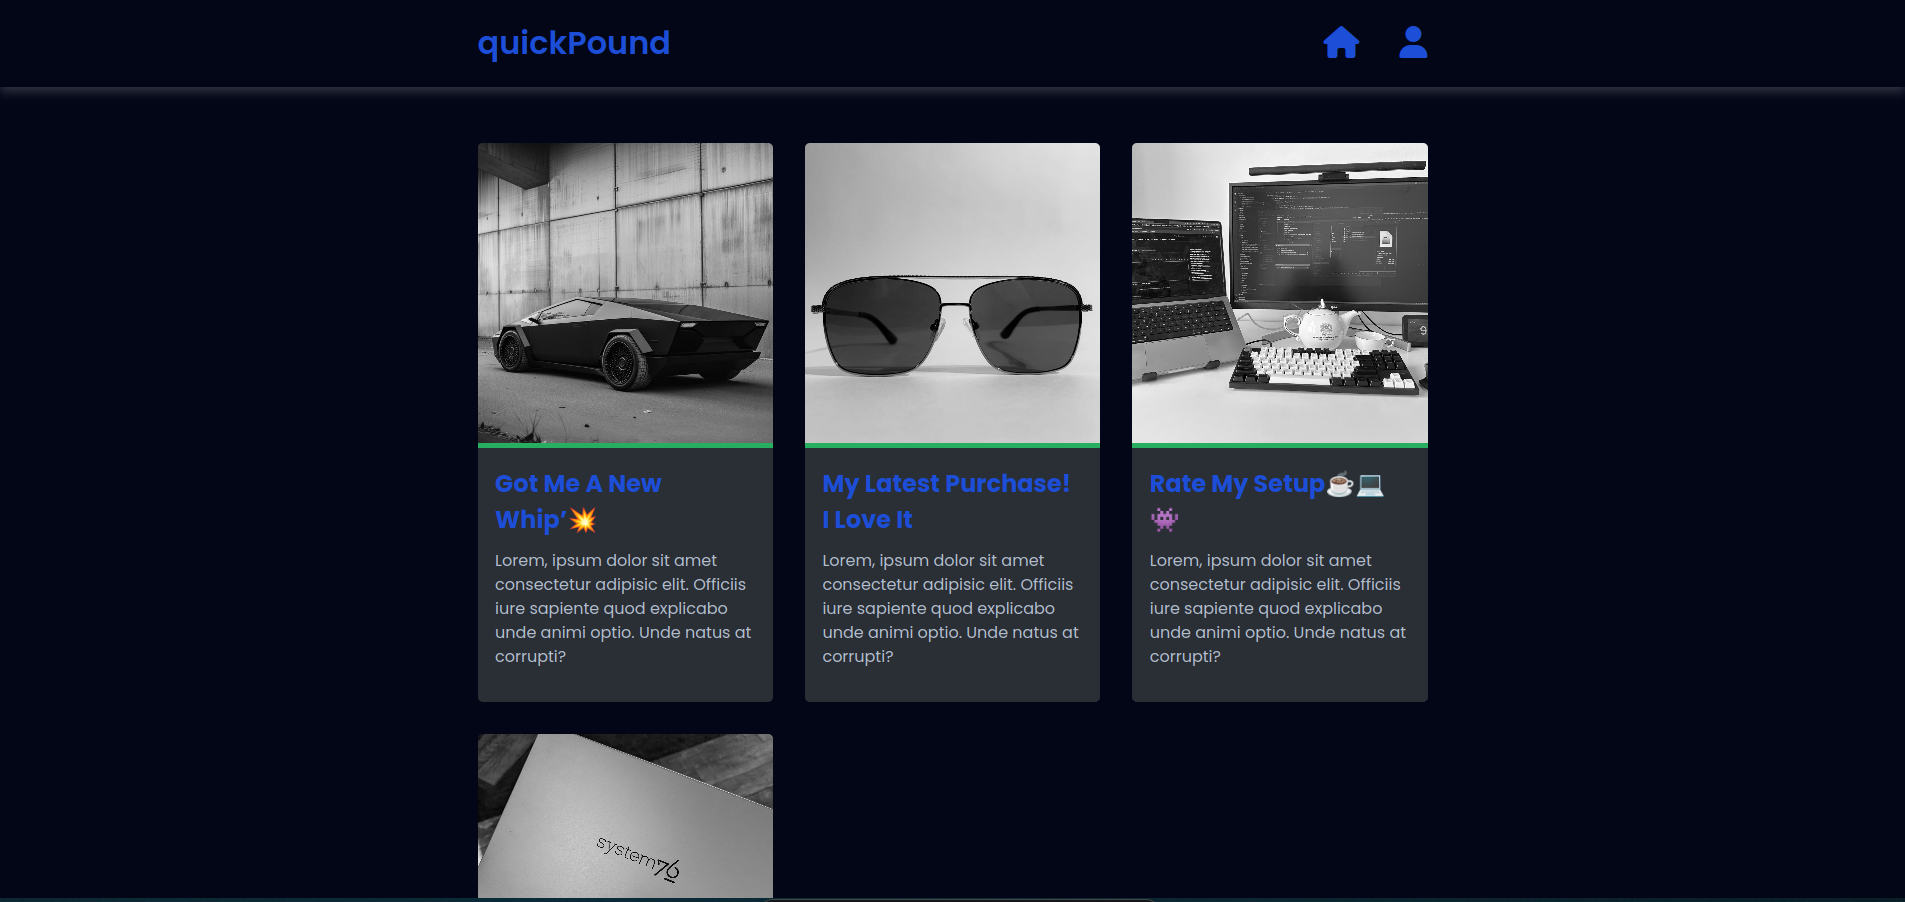 quickPound
Got Me A New
Whip’💥
Lorem, ipsum dolor sit amet
consectetur adipisic elit. Officiis
iure sapiente quod explicabo
unde animi optio. Unde natus at
corrupti?
My Latest Purchase!
I Love It
Lorem, ipsum dolor sit amet
consectetur adipisic elit. Officiis
iure sapiente quod explicabo
unde animi optio. Unde natus at
corrupti?
Rate My Setup☕💻
👾
Lorem, ipsum dolor sit amet
consectetur adipisic elit. Officiis
iure sapiente quod explicabo
unde animi optio. Unde natus at
corrupti?
system76